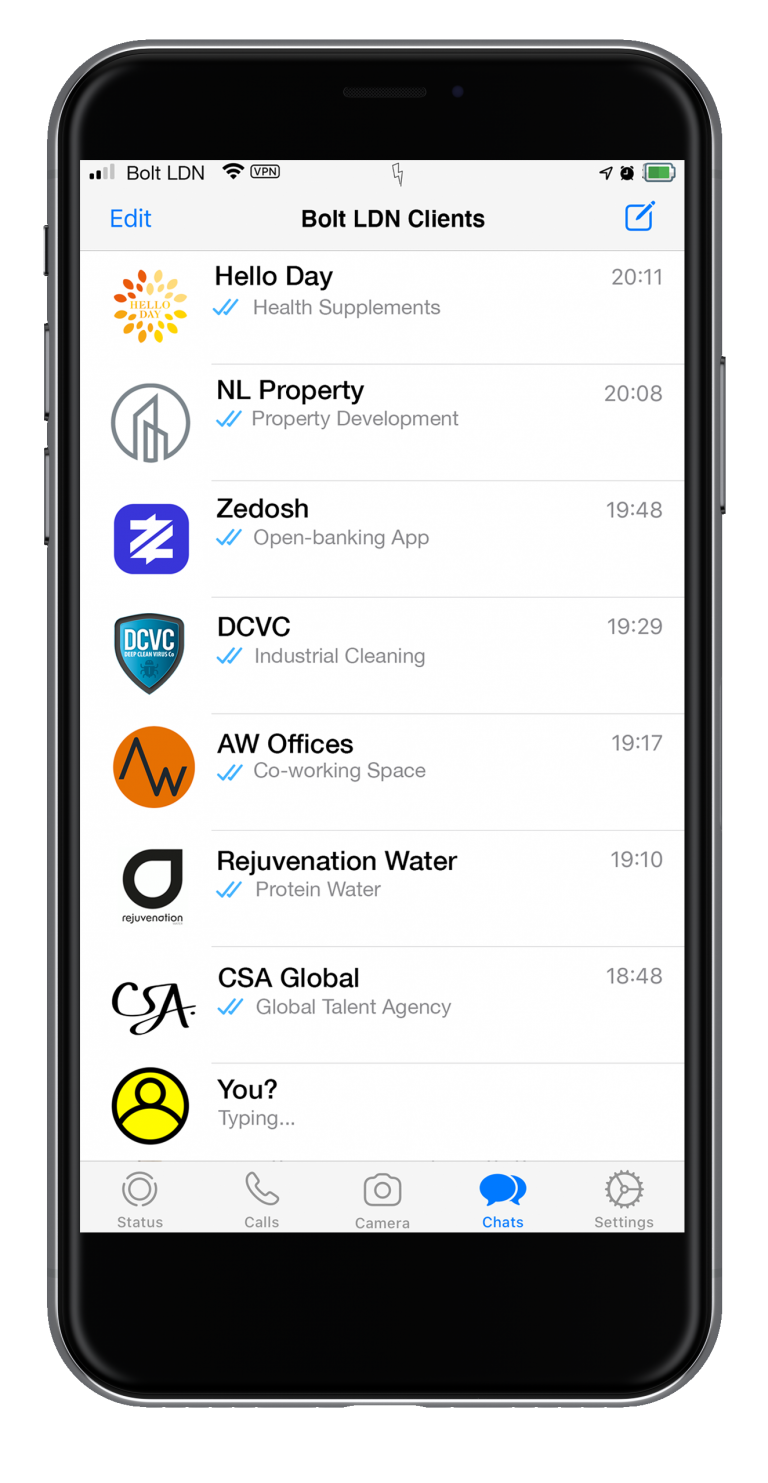 Bolt LDN VPN
Edit Bolt LDN Clients
HELLO
DAY
Hello Day 20:11
Health Supplements
NL Property 20:08
Property Development
Zedosh 19:48
Open-banking App
DCVC
DEEP CLEAN VIRUS Co
DCVC 19:29
Industrial Cleaning
AW
AW Offices 19:17
Co-working Space
rejuvenation
Rejuvenation Water 19:10
Protein Water
CSA.
CSA Global 18:48
Global Talent Agency
You?
Typing...
Status Calls Camera Chats Settings